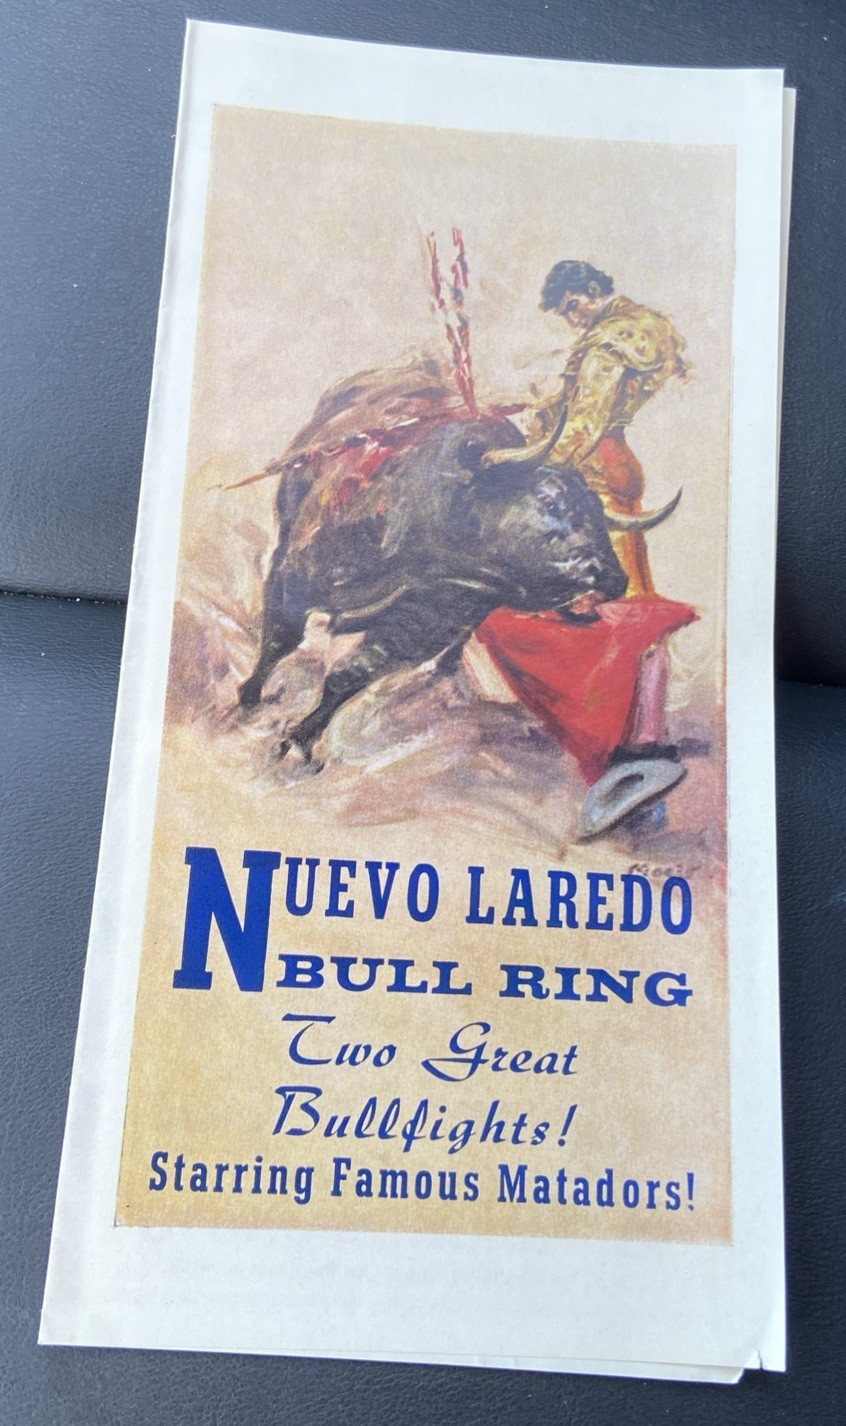 NUEVO LAREDO
BULL RING
Two Great
Bullfights!
Starring Famous Matadors!